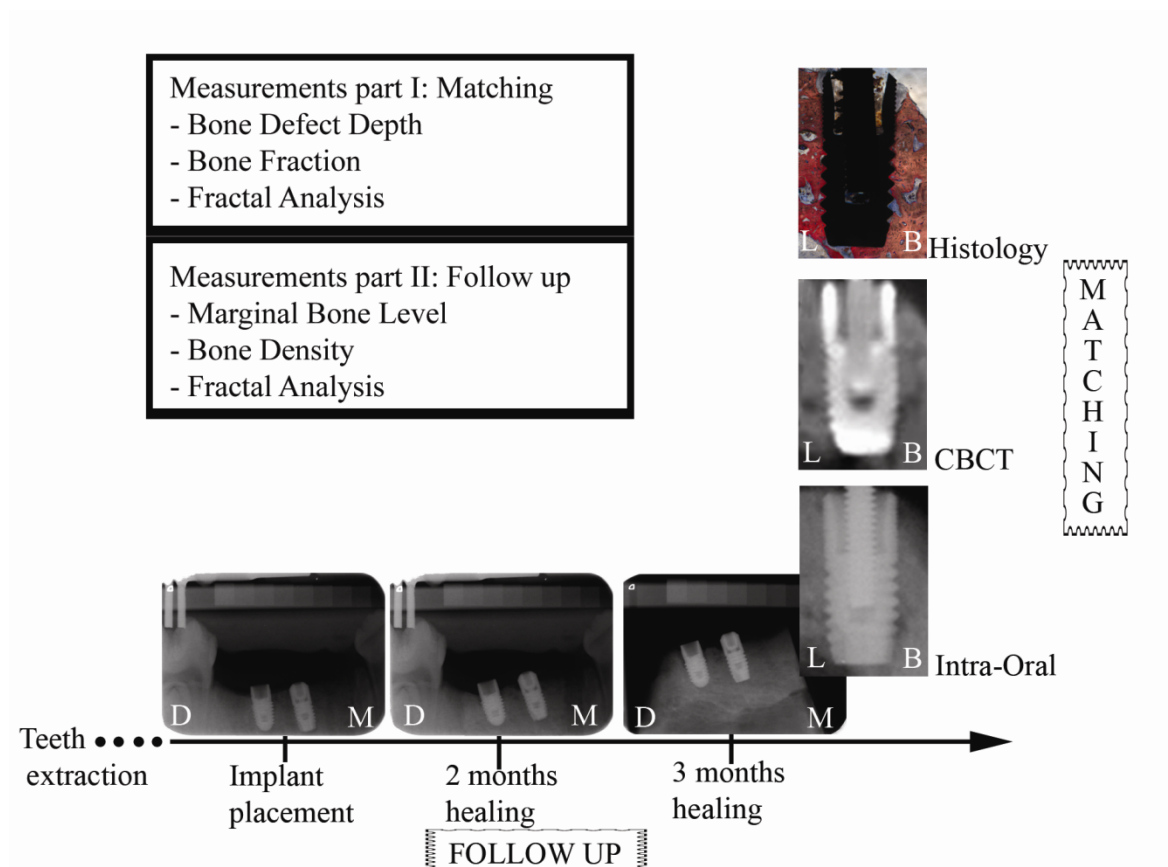 Measurements part I: Matching
- Bone Defect Depth
- Bone Fraction
- Fractal Analysis
Measurements part II: Follow up
- Marginal Bone Level
- Bone Density
- Fractal Analysis
L B Histology
L B CBCT
L B Intra-Oral
MATCHING
D M
D M
D M
Teeth
extraction
Implant
placement
2 months
healing
3 months
healing
FOLLOW UP